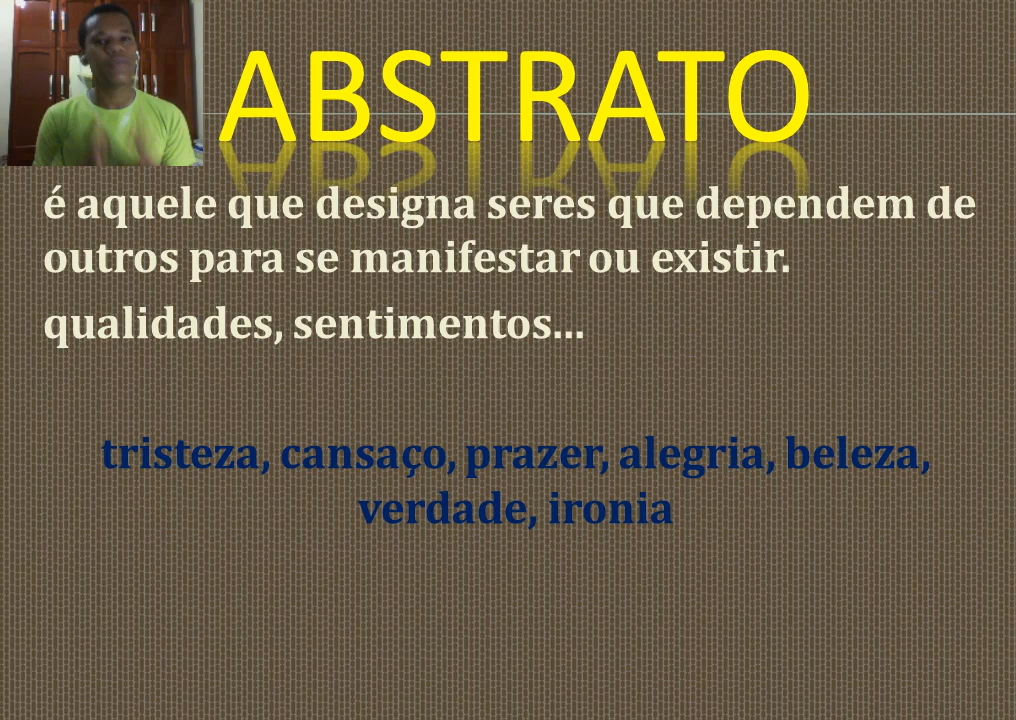 ABSTRATO
é aquele que designa seres que dependem de
outros para se manifestar ou existir.
qualidades, sentimentos...
tristeza, cansaço, prazer, alegria, beleza,
verdade, ironia